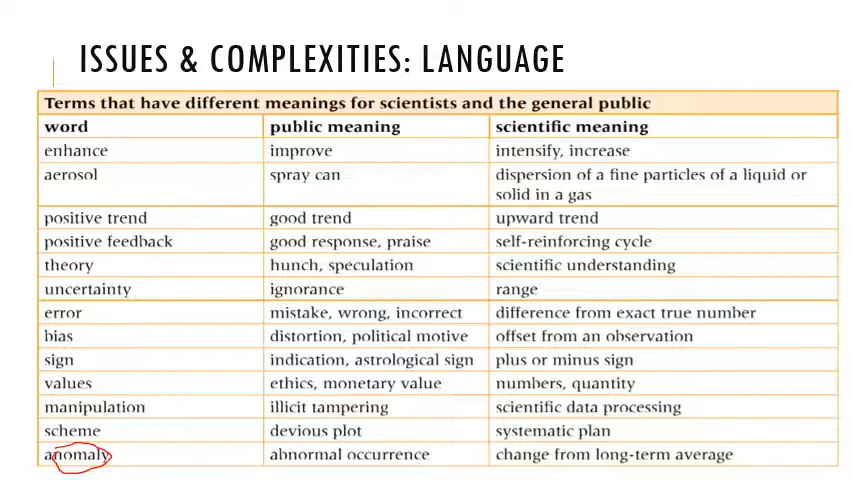 ISSUES & COMPLEXITIES: LANGUAGE
Terms that have different meanings for scientists and the general public
word public meaning scientific meaning
enhance improve intensify, increase
aerosol spray can dispersion of a fine particles of a liquid or
solid in a gas
positive trend good trend upward trend
positive feedback good response, praise self-reinforcing cycle
theory hunch, speculation scientific understanding
uncertainty ignorance range
error mistake, wrong, incorrect difference from exact true number
bias distortion, political motive offset from an observation
sign indication, astrological sign plus or minus sign
values ethics, monetary value numbers, quantity
manipulation illicit tampering scientific data processing
scheme devious plot systematic plan
anomaly abnormal occurrence change from long-term average